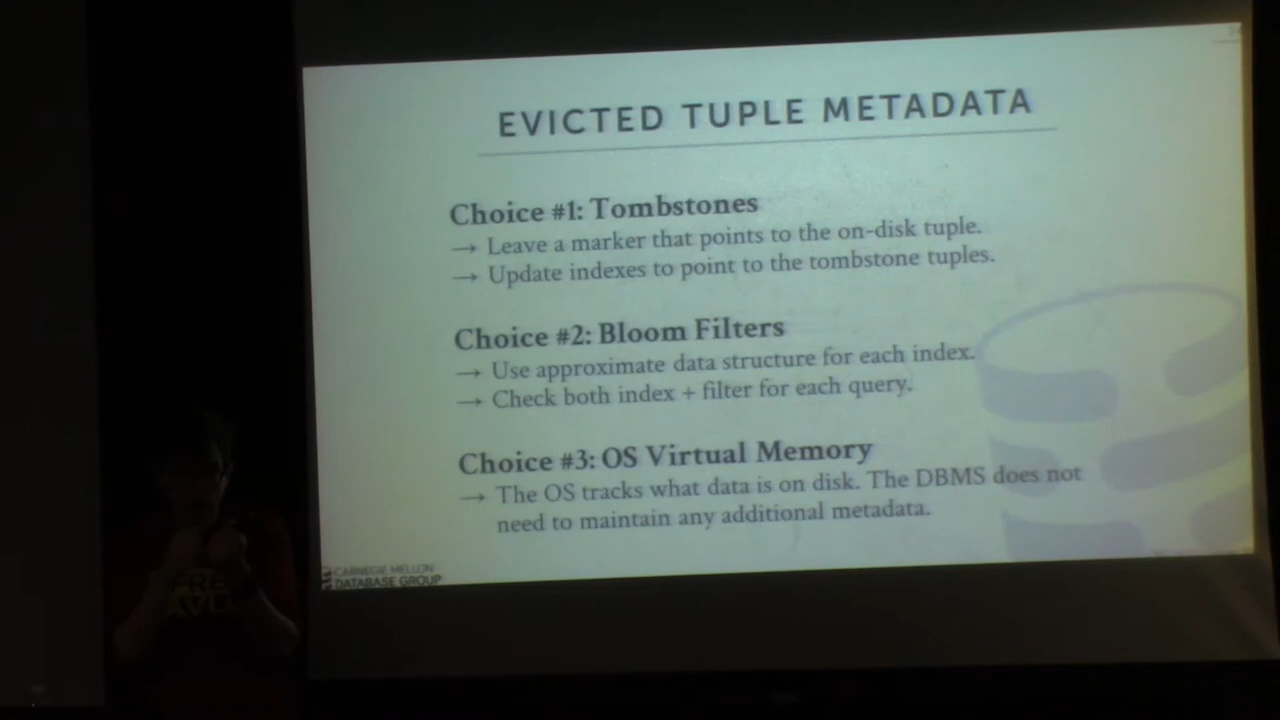 EVICTED TUPLE METADATA
Choice #1: Tombstones
→ Leave a marker that points to the on-disk tuple.
→ Update indexes to point to the tombstone tuples.
Choice #2: Bloom Filters
→ Use approximate data structure for each index.
→ Check both index + filter for each query.
Choice #3: OS Virtual Memory
→ The OS tracks what data is on disk. The DBMS does not
need to maintain any additional metadata.
CARNEGIE MELLON
DATABASE GROUP